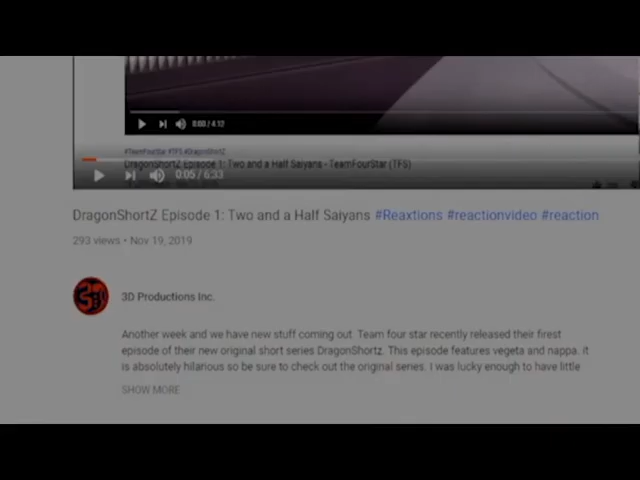 0:00 / 4:12
#TeamFourStar #TFS #DragonShortZ
DragonShortZ Episode 1: Two and a Half Saiyans - TeamFourStar (TFS)
0:05 / 6:33
DragonShortZ Episode 1: Two and a Half Saiyans #Reaxtions #reactionvideo #reaction
293 views • Nov 19, 2019
3D Productions Inc.
Another week and we have new stuff coming out. Team four star recently released their firest
episode of their new original short series DragonShortz. This episode features vegeta and nappa. it
is absolutely hilarious so be sure to check out the original series. I was lucky enough to have little
SHOW MORE